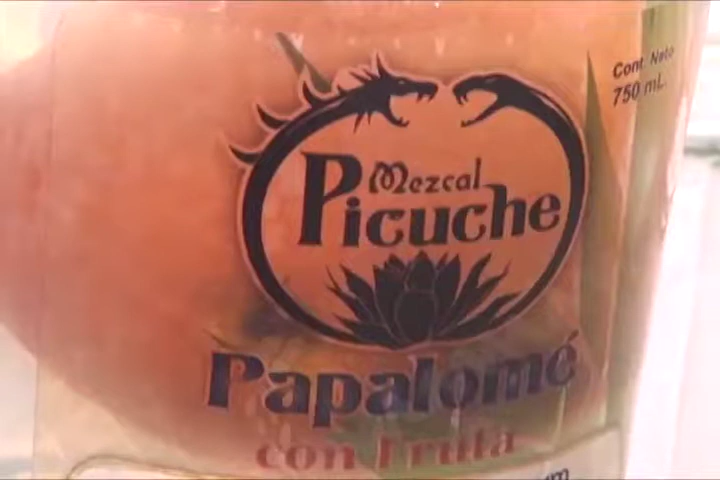 Cont. Neto
750 mL.
Mezcal
Picuche
Papalomé
con Fruta